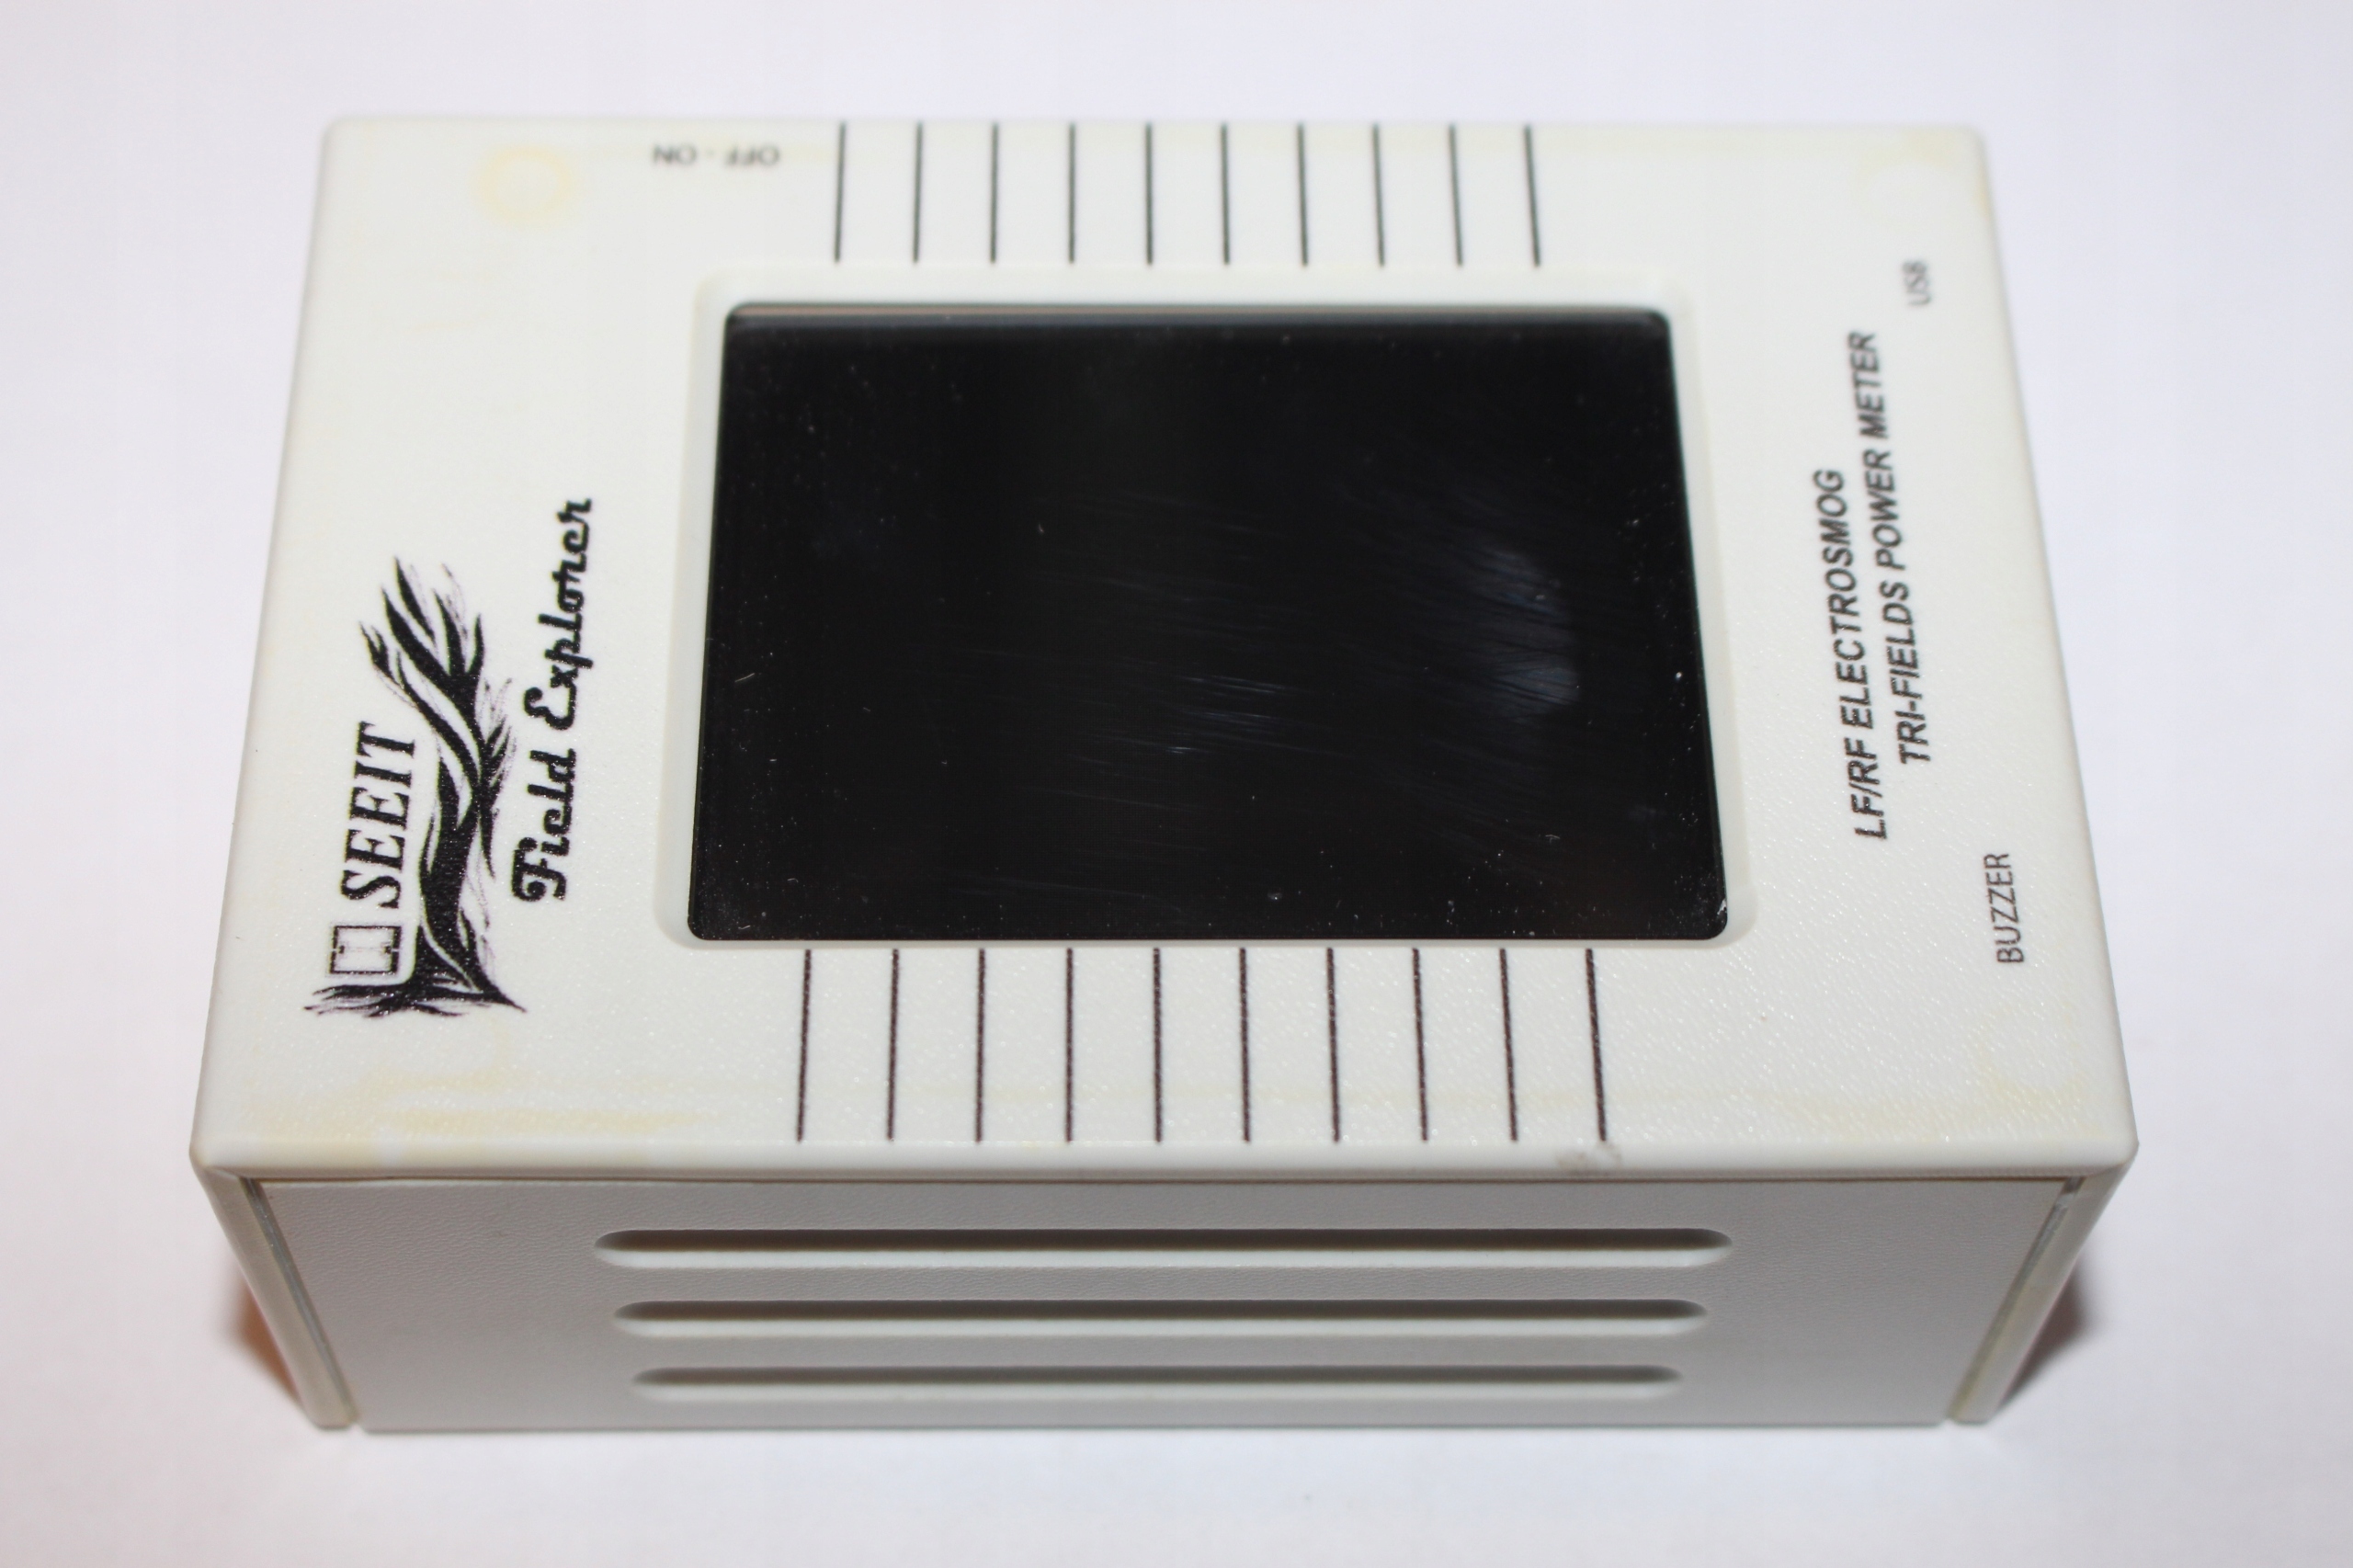 SEEIT
Field Explorer
OFF - ON
LF/RF ELECTROSMOG
TRI-FIELDS POWER METER
USB
BUZZER